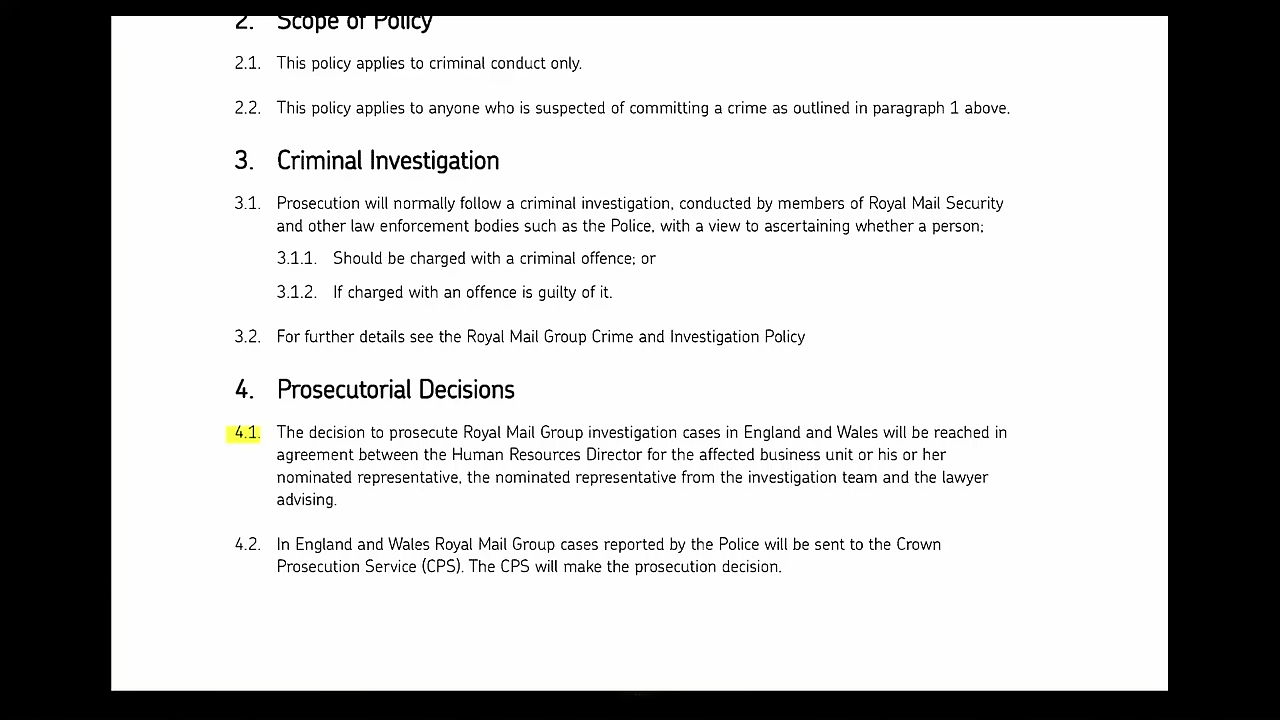 2. Scope of Policy
2.1. This policy applies to criminal conduct only.
2.2. This policy applies to anyone who is suspected of committing a crime as outlined in paragraph 1 above.
3. Criminal Investigation
3.1. Prosecution will normally follow a criminal investigation, conducted by members of Royal Mail Security
and other law enforcement bodies such as the Police, with a view to ascertaining whether a person;
3.1.1. Should be charged with a criminal offence; or
3.1.2. If charged with an offence is guilty of it.
3.2. For further details see the Royal Mail Group Crime and Investigation Policy
4. Prosecutorial Decisions
4.1. The decision to prosecute Royal Mail Group investigation cases in England and Wales will be reached in
agreement between the Human Resources Director for the affected business unit or his or her
nominated representative, the nominated representative from the investigation team and the lawyer
advising.
4.2. In England and Wales Royal Mail Group cases reported by the Police will be sent to the Crown
Prosecution Service (CPS). The CPS will make the prosecution decision.